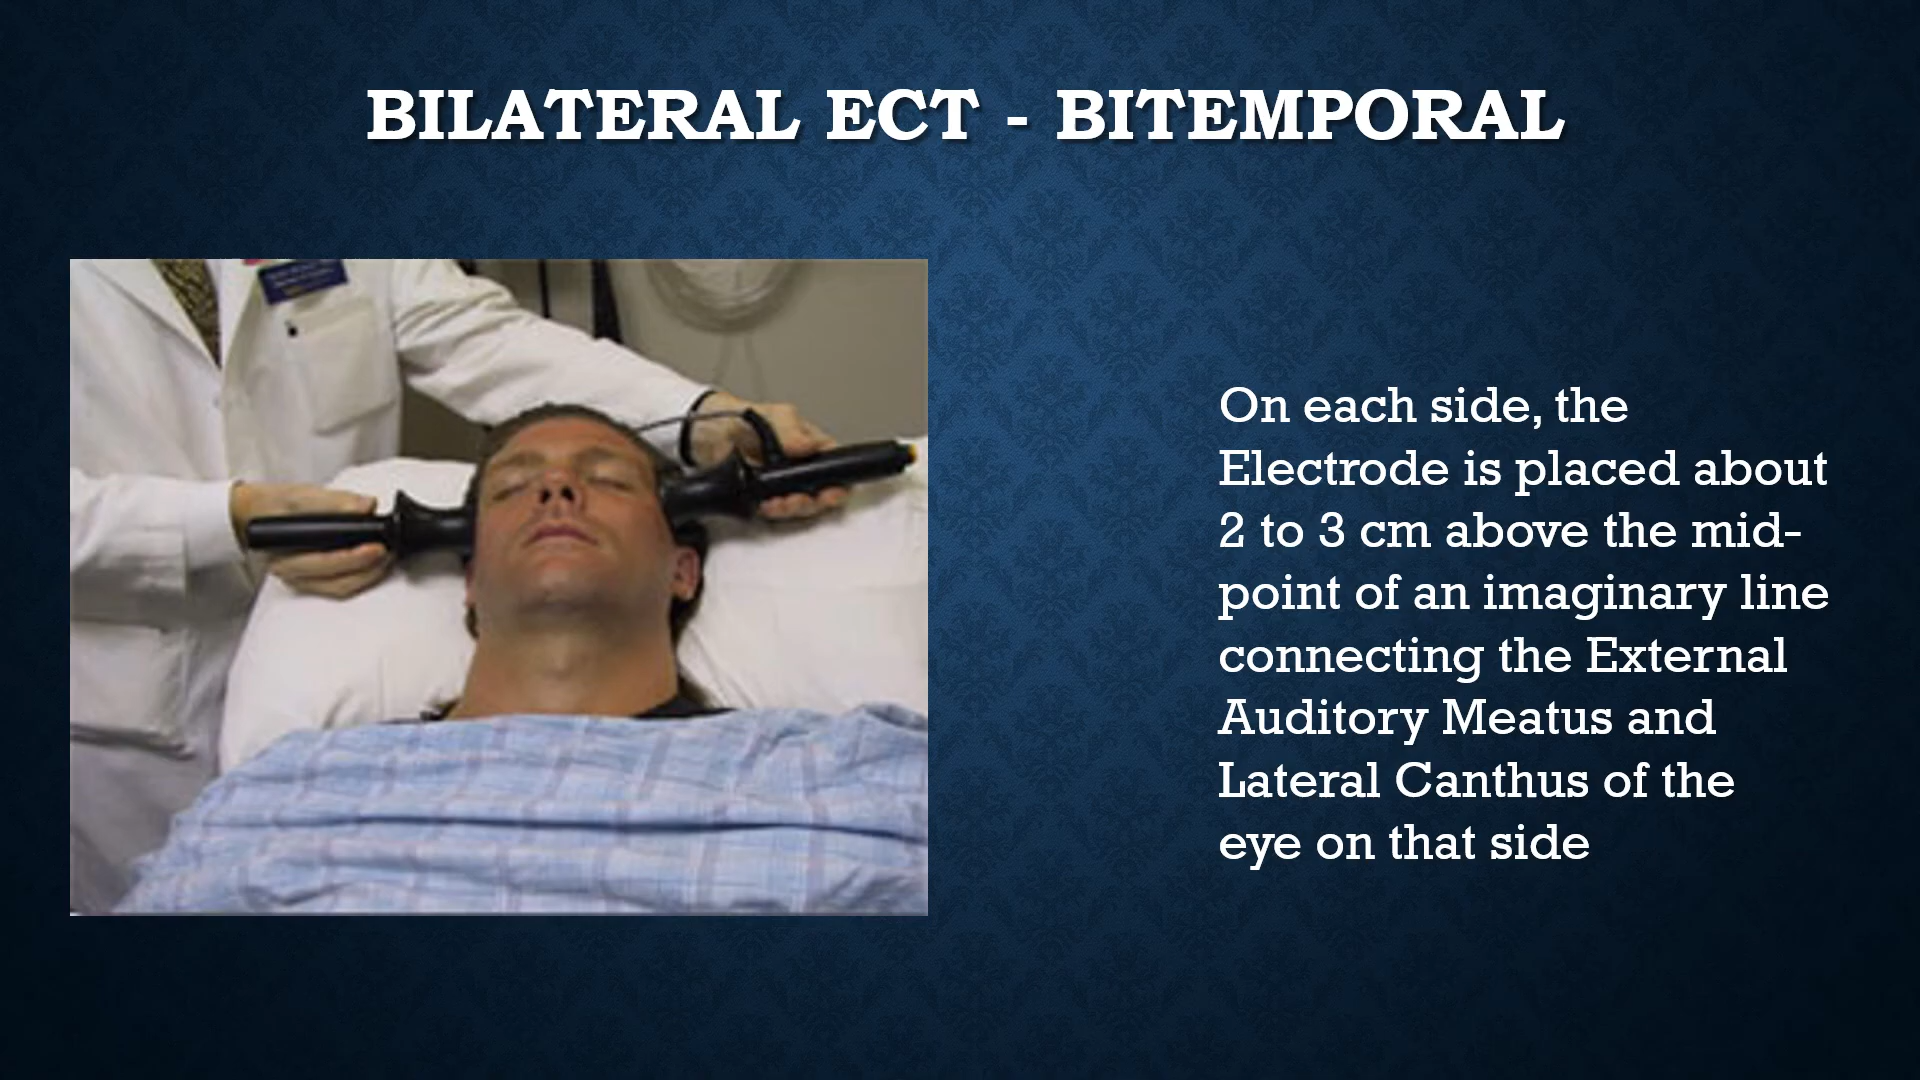 BILATERAL ECT - BITEMPORAL
On each side, the
Electrode is placed about
2 to 3 cm above the mid-
point of an imaginary line
connecting the External
Auditory Meatus and
Lateral Canthus of the
eye on that side